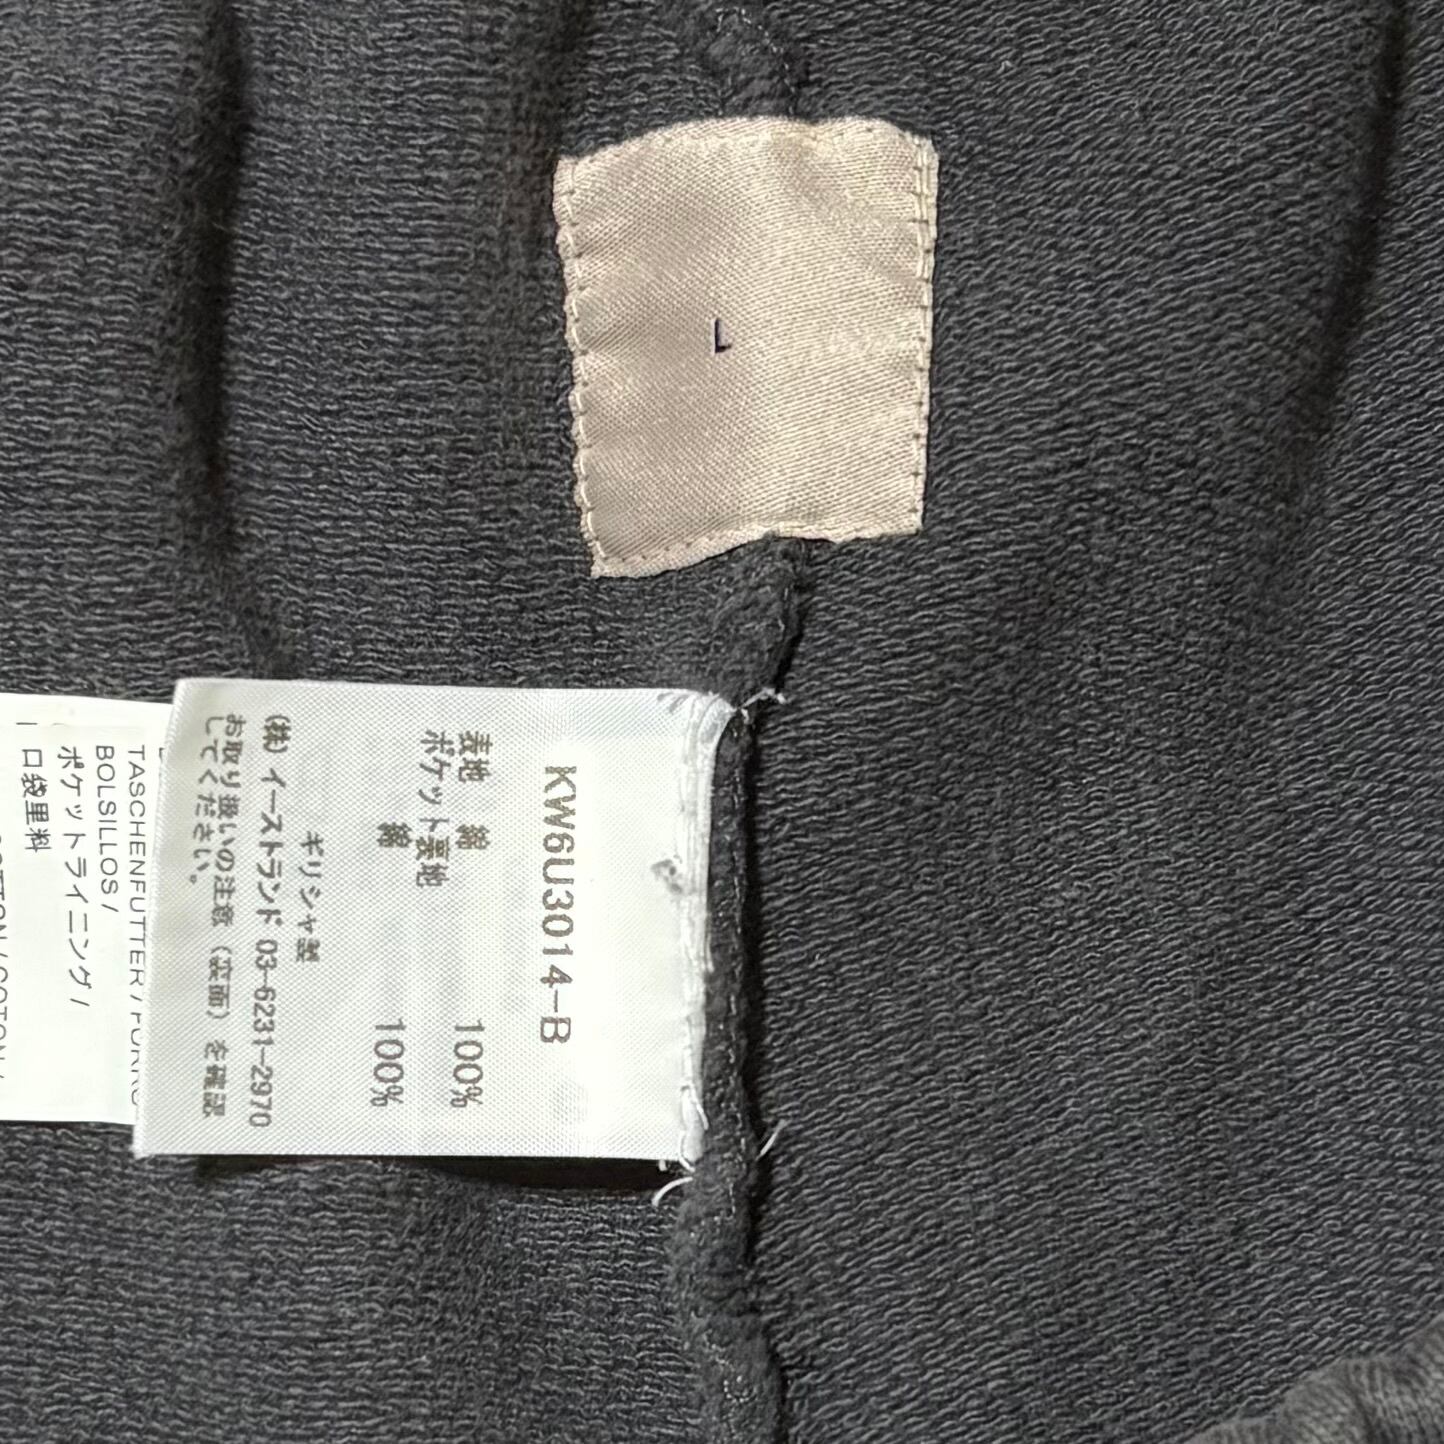 L
KW6U3014-B
表地 綿 100%
ポケット裏地
綿 100%
ギリシャ製
(株) イーストランド 03-6231-2970
お取り扱いの注意（裏面）を確認
してください。
TASCHENFUTTER /
BOLSILLOS /
ポケットライニング /
口袋里料